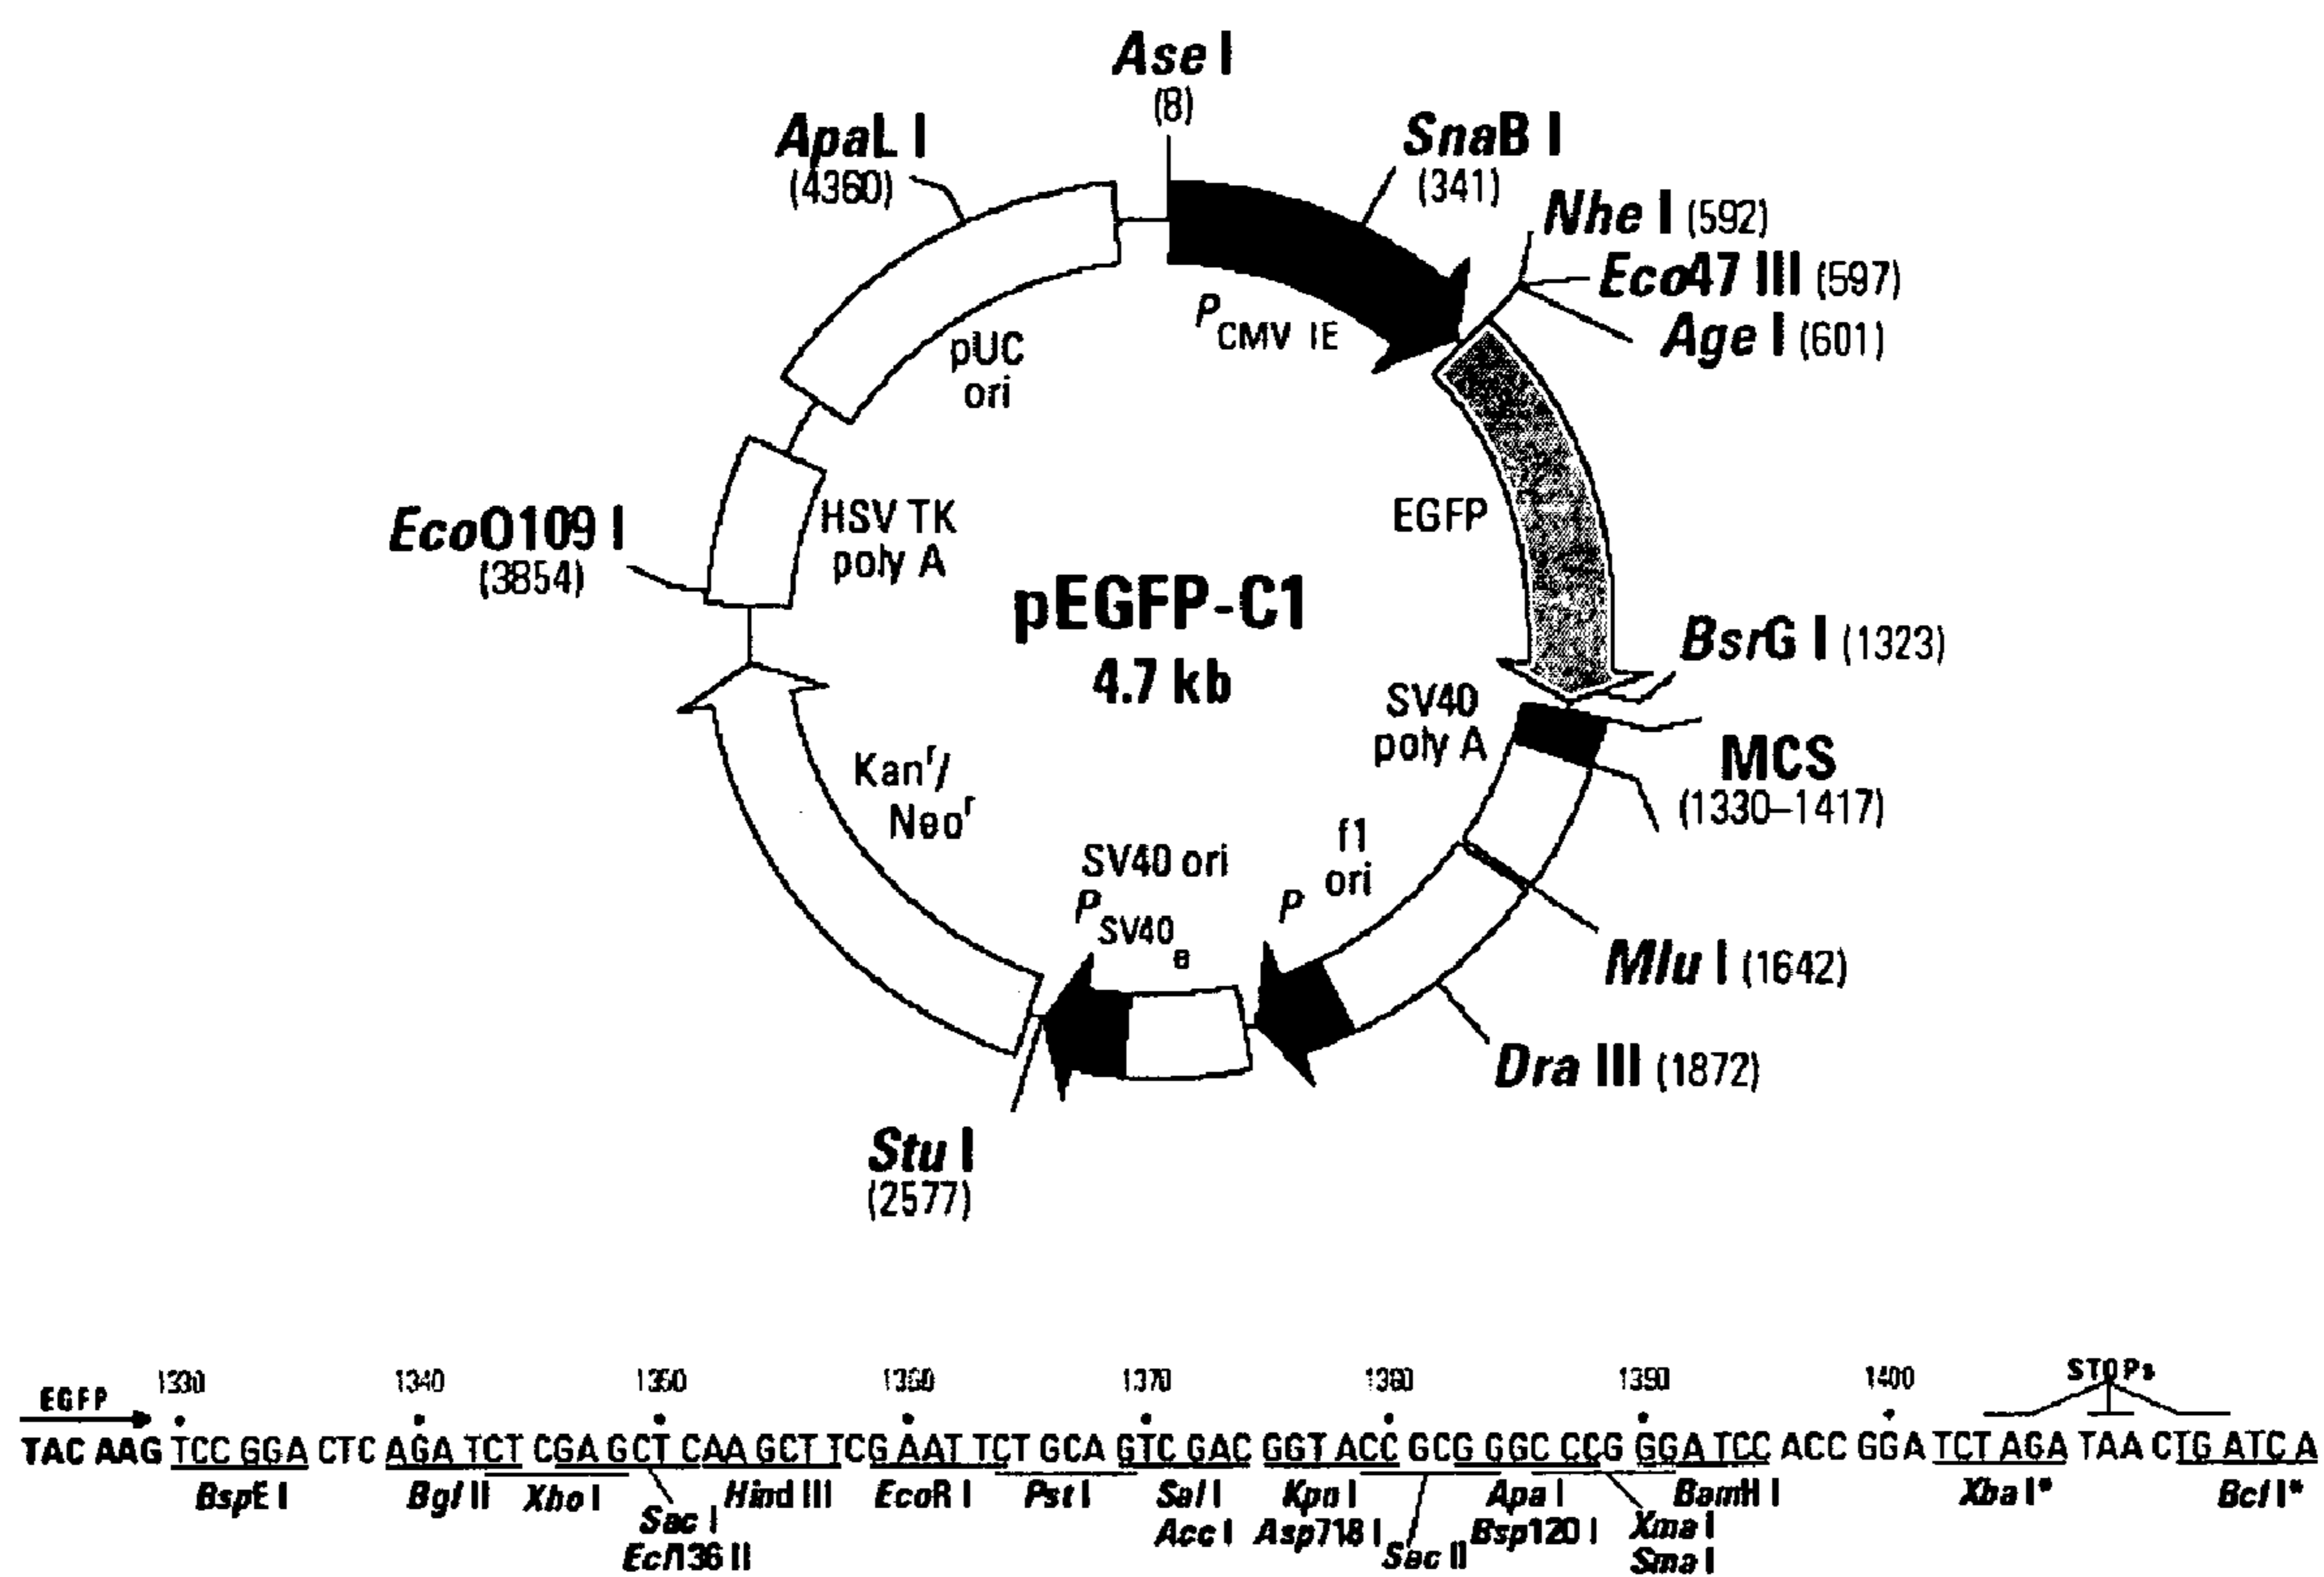 Ase I
(8)
ApaL I
(4360)
SnaB I
(341)
Nhe I (592)
Eco47 III (597)
Age I (601)
P CMV IE
pUC
ori
EcoO109 I
(3854)
HSV TK
poly A
EGFP
pEGFP-C1
4.7 kb
BsrG I (1323)
SV40
poly A
MCS
(1330–1417)
Kanʳ/
Neoʳ
f1
ori
SV40 ori
P
P SV40 e
Mlu I (1642)
Dra III (1872)
Stu I
(2577)
EGFP 1330 1340 1350 1360 1370 1380 1390 1400 STOPs
TAC AAG TCC GGA CTC AGA TCT CGA GCT CAA GCT TCG AAT TCT GCA GTC GAC GGT ACC GCG GGC CCG GGA TCC ACC GGA TCT AGA TAA CTG ATC A
BspE I Bgl II Xho I Hind III EcoR I Pst I Sal I Kpn I Apa I BamH I Xba I* Bcl I*
Sac I Acc I Asp718 I Bsp120 I Xma I
Ecl136 II Sac II Sma I